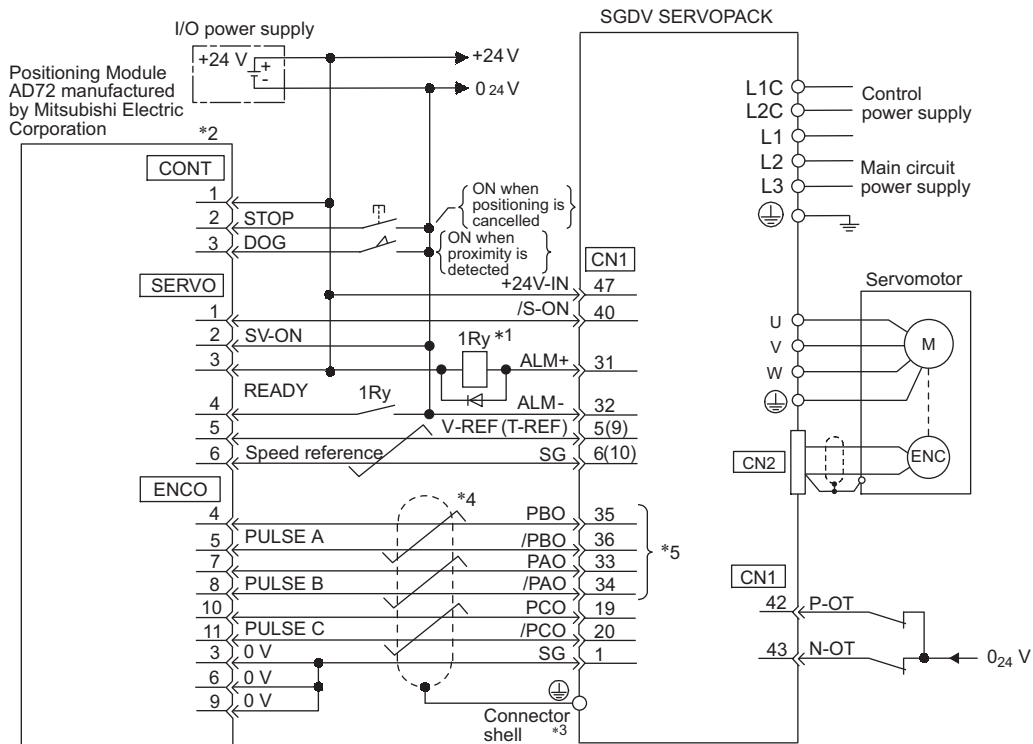 SGDV SERVOPACK
I/O power supply
+24 V
+
-
+24 V
0 24 V
Positioning Module
AD72 manufactured
by Mitsubishi Electric
Corporation
*2
CONT
1
2 STOP
3 DOG
ON when
positioning is
cancelled
ON when
proximity is
detected
SERVO
1
2 SV-ON
3
READY
4
5
6 Speed reference
1Ry *1
1Ry
CN1
+24V-IN 47
/S-ON 40
ALM+ 31
ALM- 32
V-REF (T-REF) 5(9)
SG 6(10)
ENCO
4
5 PULSE A
7
8 PULSE B
10
11 PULSE C
3 0 V
6 0 V
9 0 V
*4
PBO 35
/PBO 36
PAO 33
/PAO 34
PCO 19
/PCO 20
SG 1
*5
Connector
shell *3
L1C
L2C
Control
power supply
L1
L2
L3
Main circuit
power supply
Servomotor
U
V
W
M
CN2
ENC
CN1
42 P-OT
43 N-OT
024 V